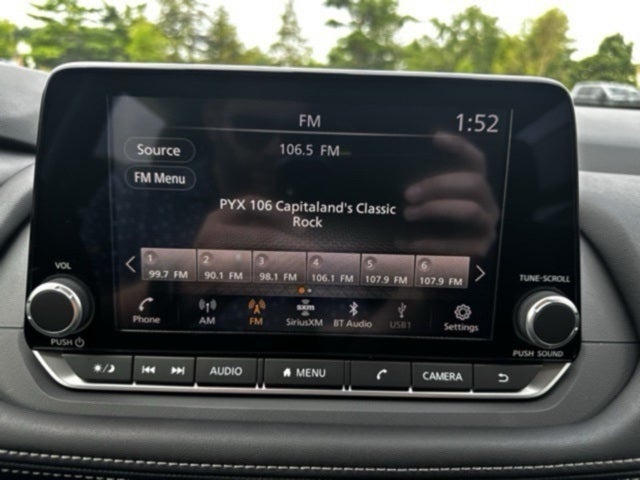 FM
1:52
Source
106.5 FM
FM Menu
PYX 106 Capitaland's Classic
Rock
1 2 3 4 5 6
99.7 FM 90.1 FM 98.1 FM 106.1 FM 107.9 FM 107.9 FM
VOL
TUNE·SCROLL
Phone AM FM SiriusXM BT Audio USB1 Settings
sxm
PUSH
PUSH SOUND
AUDIO MENU CAMERA